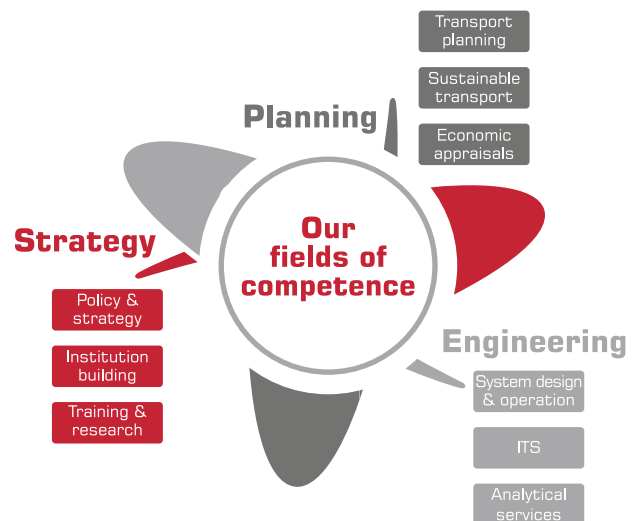 Transport
planning
Sustainable
transport
Economic
appraisals
Planning
Our
fields of
competence
Strategy
Policy &
strategy
Institution
building
Training &
research
Engineering
System design
& operation
ITS
Analytical
services